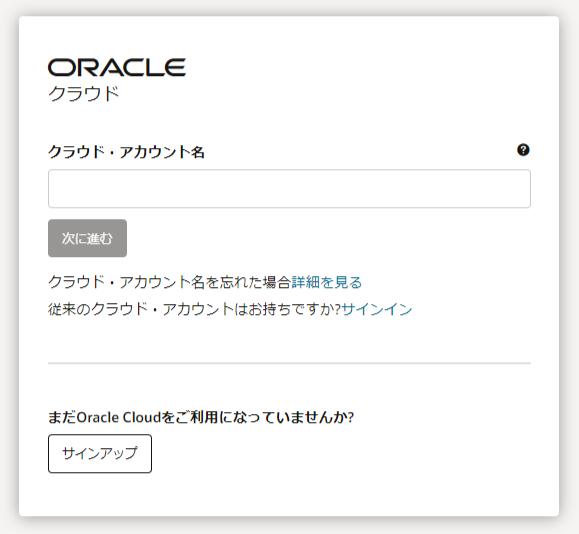 ORACLE
クラウド
クラウド・アカウント名
?
次に進む
クラウド・アカウント名を忘れた場合詳細を見る
従来のクラウド・アカウントはお持ちですか?サインイン
まだOracle Cloudをご利用になっていませんか?
サインアップ